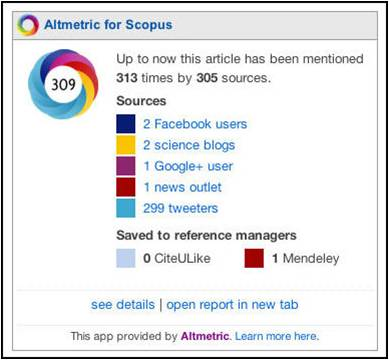 Altmetric for Scopus
309
Up to now this article has been mentioned
313 times by 305 sources.
Sources
2 Facebook users
2 science blogs
1 Google+ user
1 news outlet
299 tweeters
Saved to reference managers
0 CiteULike 1 Mendeley
see details | open report in new tab
This app provided by Altmetric. Learn more here.